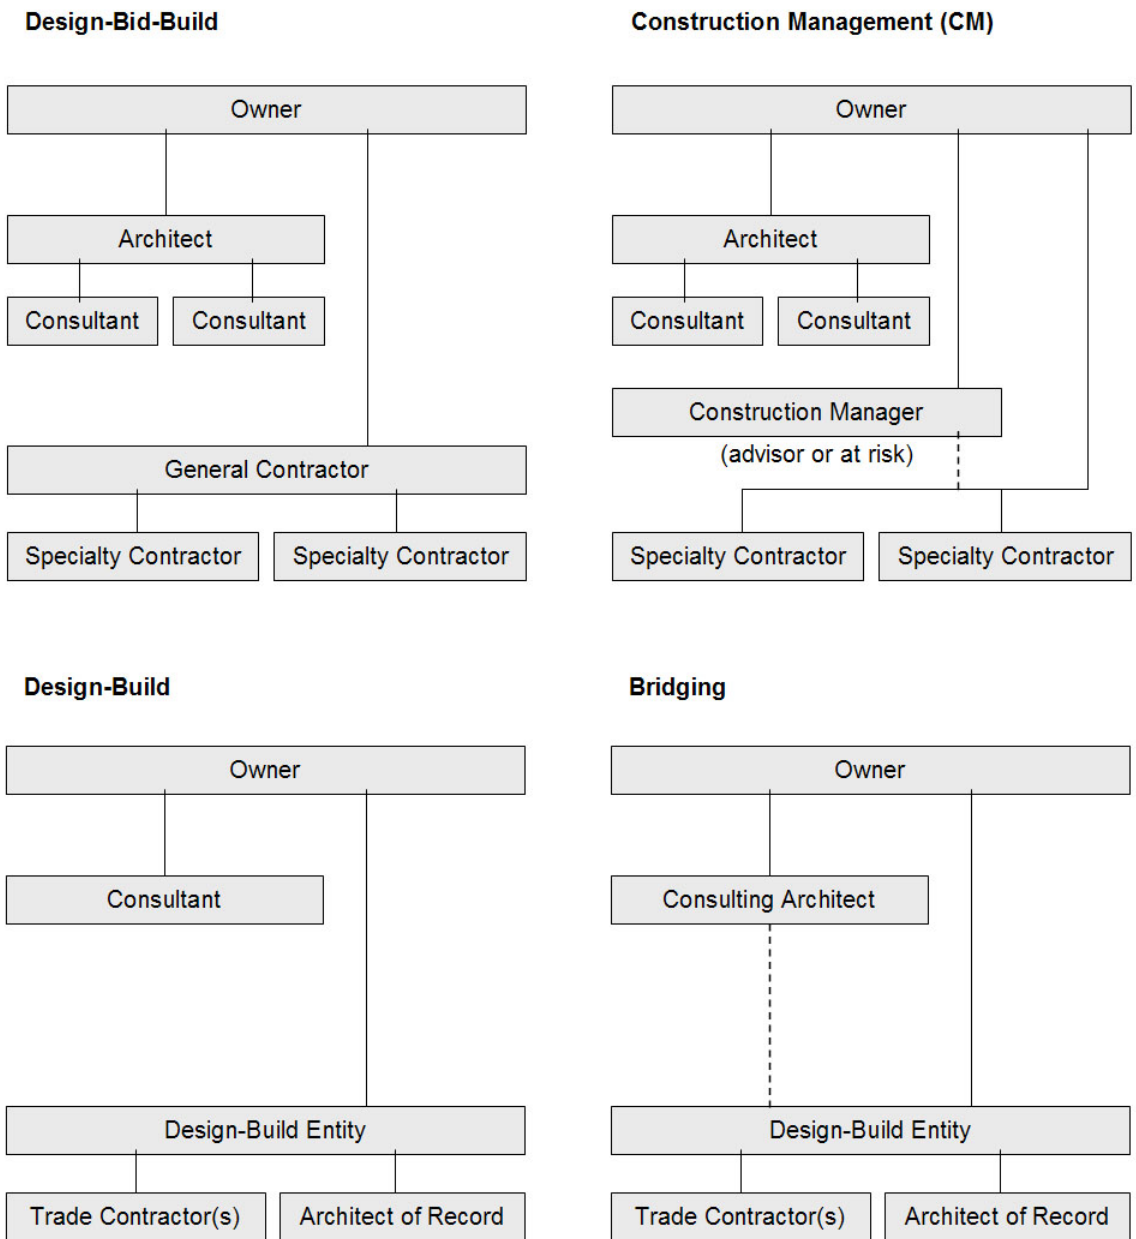 Design-Bid-Build
Owner
Architect
Consultant
Consultant
General Contractor
Specialty Contractor
Specialty Contractor
Construction Management (CM)
Owner
Architect
Consultant
Consultant
Construction Manager
(advisor or at risk)
Specialty Contractor
Specialty Contractor
Design-Build
Owner
Consultant
Design-Build Entity
Trade Contractor(s)
Architect of Record
Bridging
Owner
Consulting Architect
Design-Build Entity
Trade Contractor(s)
Architect of Record